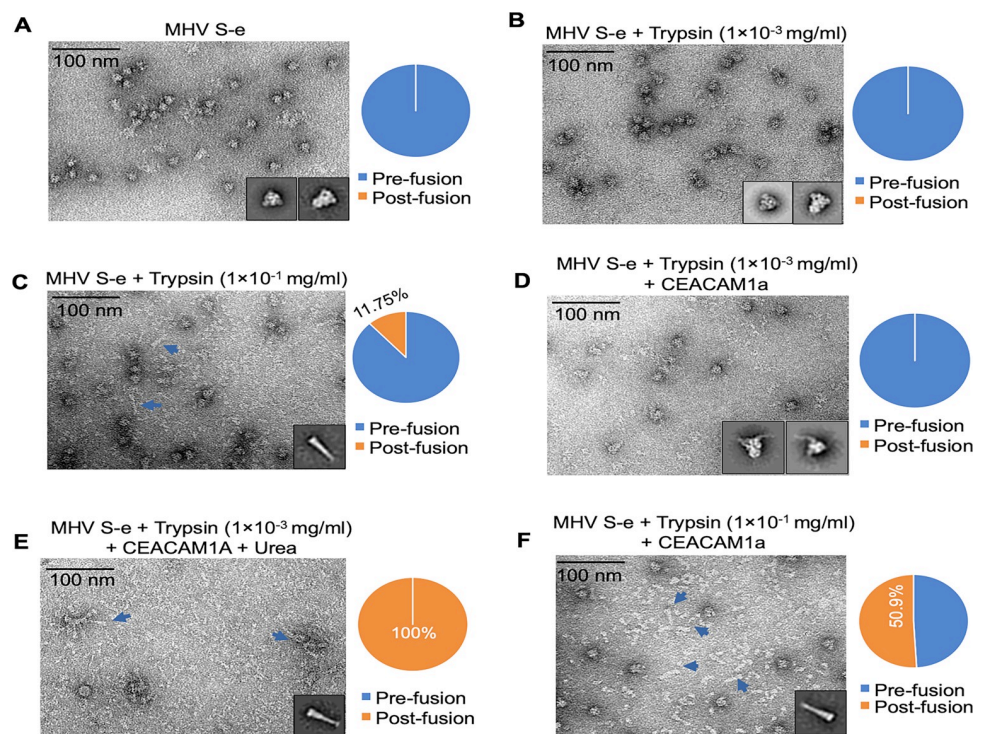 A
MHV S-e
100 nm
Pre-fusion
Post-fusion
B
MHV S-e + Trypsin (1×10⁻³ mg/ml)
100 nm
Pre-fusion
Post-fusion
C
MHV S-e + Trypsin (1×10⁻¹ mg/ml)
100 nm
11.75%
Pre-fusion
Post-fusion
D
MHV S-e + Trypsin (1×10⁻³ mg/ml)
+ CEACAM1a
100 nm
Pre-fusion
Post-fusion
E
MHV S-e + Trypsin (1×10⁻³ mg/ml)
+ CEACAM1A + Urea
100 nm
100%
Pre-fusion
Post-fusion
F
MHV S-e + Trypsin (1×10⁻¹ mg/ml)
+ CEACAM1a
100 nm
50.9%
Pre-fusion
Post-fusion